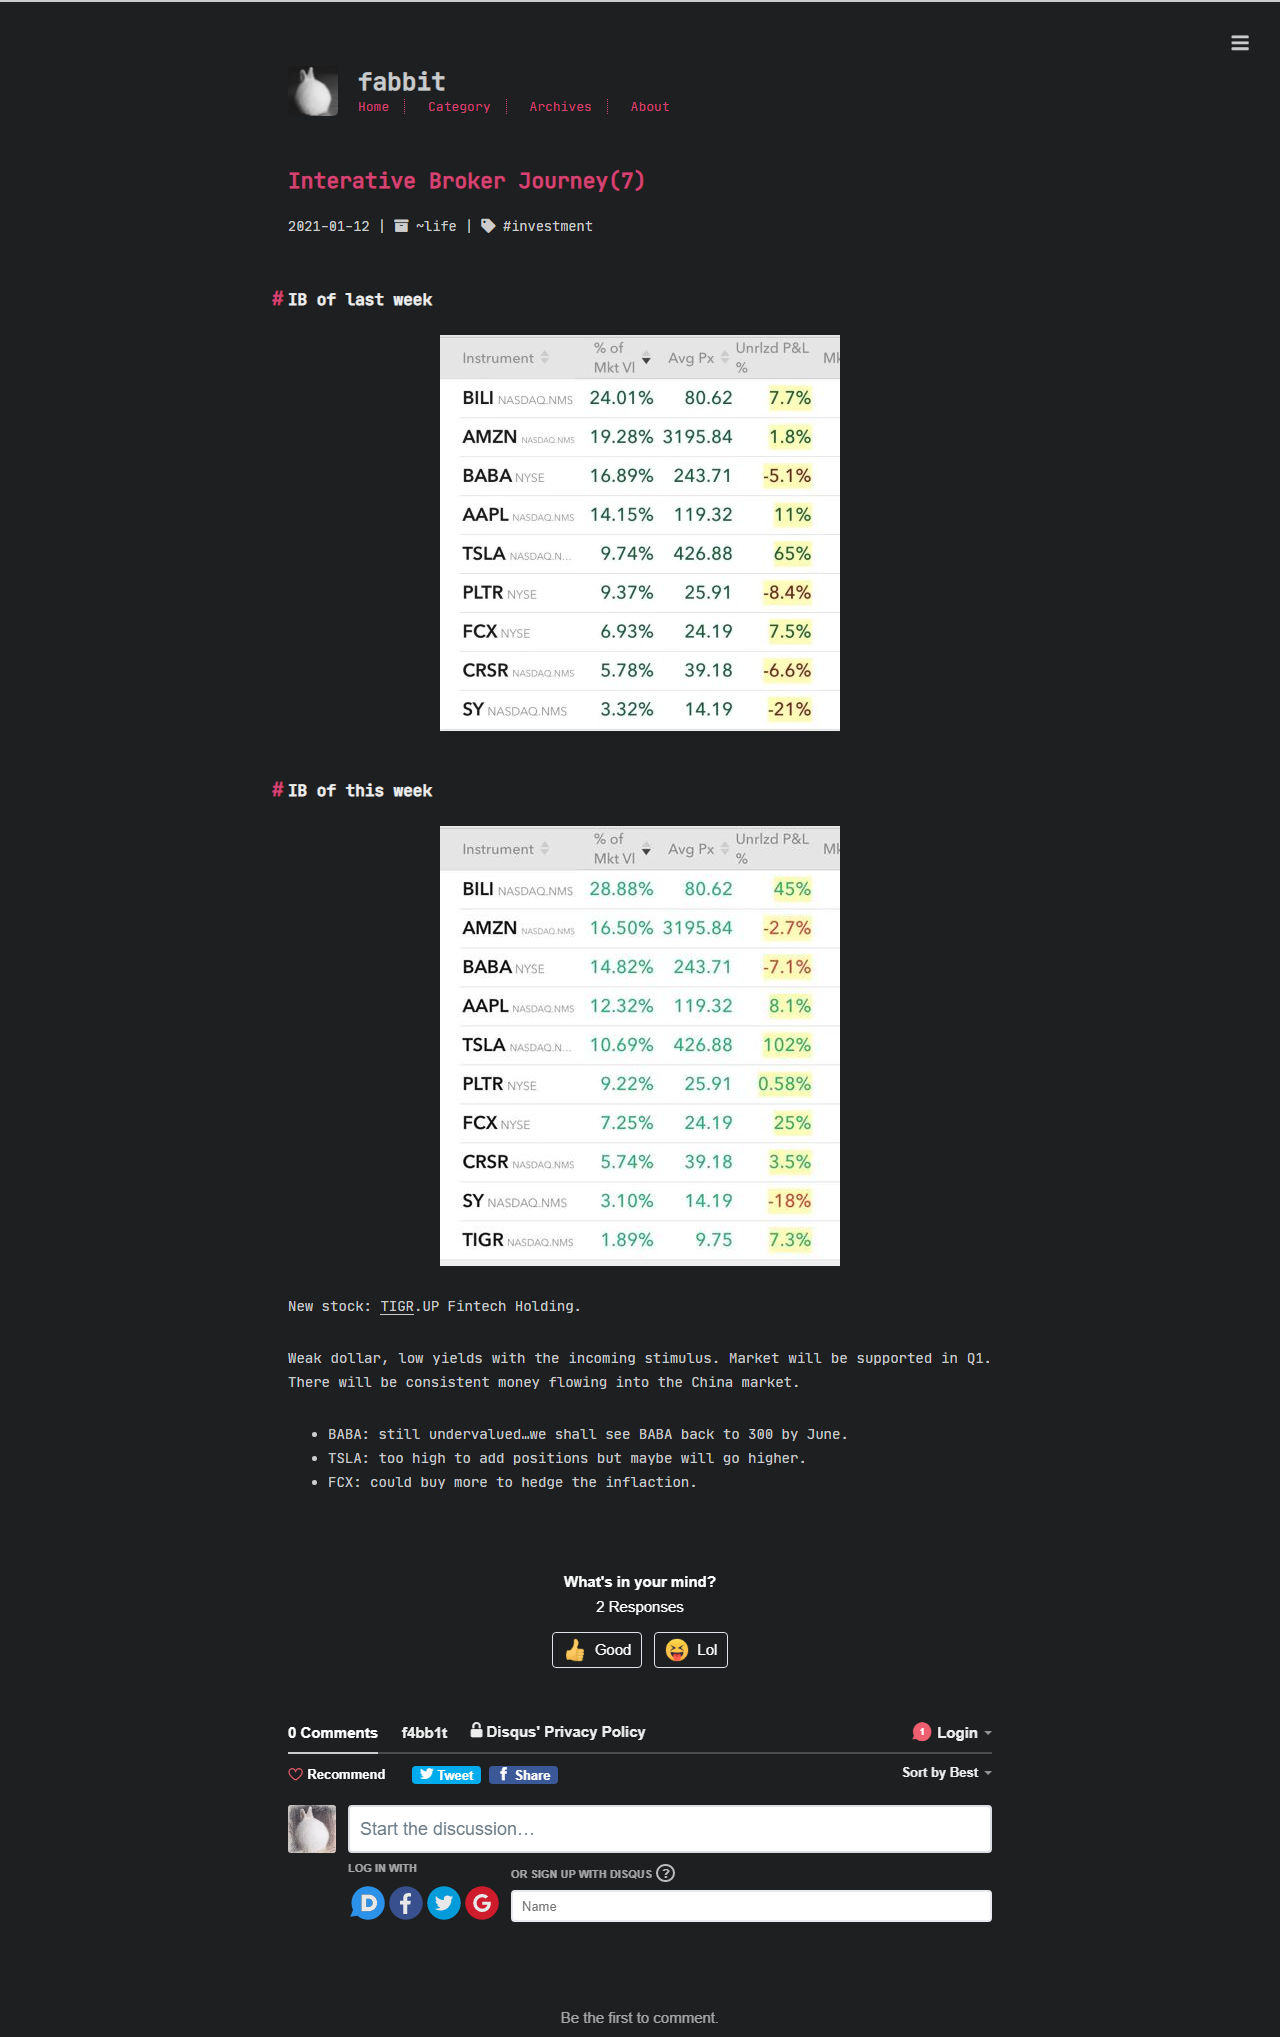 fabbit
Home
Category
Archives
About
Interative Broker Journey(7)
2021-01-12 | ~life | #investment
#IB of last week
Instrument % of Mkt Vl Avg Px Unrlzd P&L % Mk
BILI NASDAQ.NMS 24.01% 80.62 7.7%
AMZN NASDAQ.NMS 19.28% 3195.84 1.8%
BABA NYSE 16.89% 243.71 -5.1%
AAPL NASDAQ.NMS 14.15% 119.32 11%
TSLA NASDAQ.N... 9.74% 426.88 65%
PLTR NYSE 9.37% 25.91 -8.4%
FCX NYSE 6.93% 24.19 7.5%
CRSR NASDAQ.NMS 5.78% 39.18 -6.6%
SY NASDAQ.NMS 3.32% 14.19 -21%
#IB of this week
Instrument % of Mkt Vl Avg Px Unrlzd P&L % Mk
BILI NASDAQ.NMS 28.88% 80.62 45%
AMZN NASDAQ.NMS 16.50% 3195.84 -2.7%
BABA NYSE 14.82% 243.71 -7.1%
AAPL NASDAQ.NMS 12.32% 119.32 8.1%
TSLA NASDAQ.N... 10.69% 426.88 102%
PLTR NYSE 9.22% 25.91 0.58%
FCX NYSE 7.25% 24.19 25%
CRSR NASDAQ.NMS 5.74% 39.18 3.5%
SY NASDAQ.NMS 3.10% 14.19 -18%
TIGR NASDAQ.NMS 1.89% 9.75 7.3%
New stock: TIGR.UP Fintech Holding.
Weak dollar, low yields with the incoming stimulus. Market will be supported in Q1.
There will be consistent money flowing into the China market.
• BABA: still undervalued…we shall see BABA back to 300 by June.
• TSLA: too high to add positions but maybe will go higher.
• FCX: could buy more to hedge the inflaction.
What's in your mind?
2 Responses
Good
Lol
0 Comments f4bb1t Disqus' Privacy Policy 1 Login
Recommend Tweet Share Sort by Best
Start the discussion…
LOG IN WITH
OR SIGN UP WITH DISQUS ?
Name
Be the first to comment.